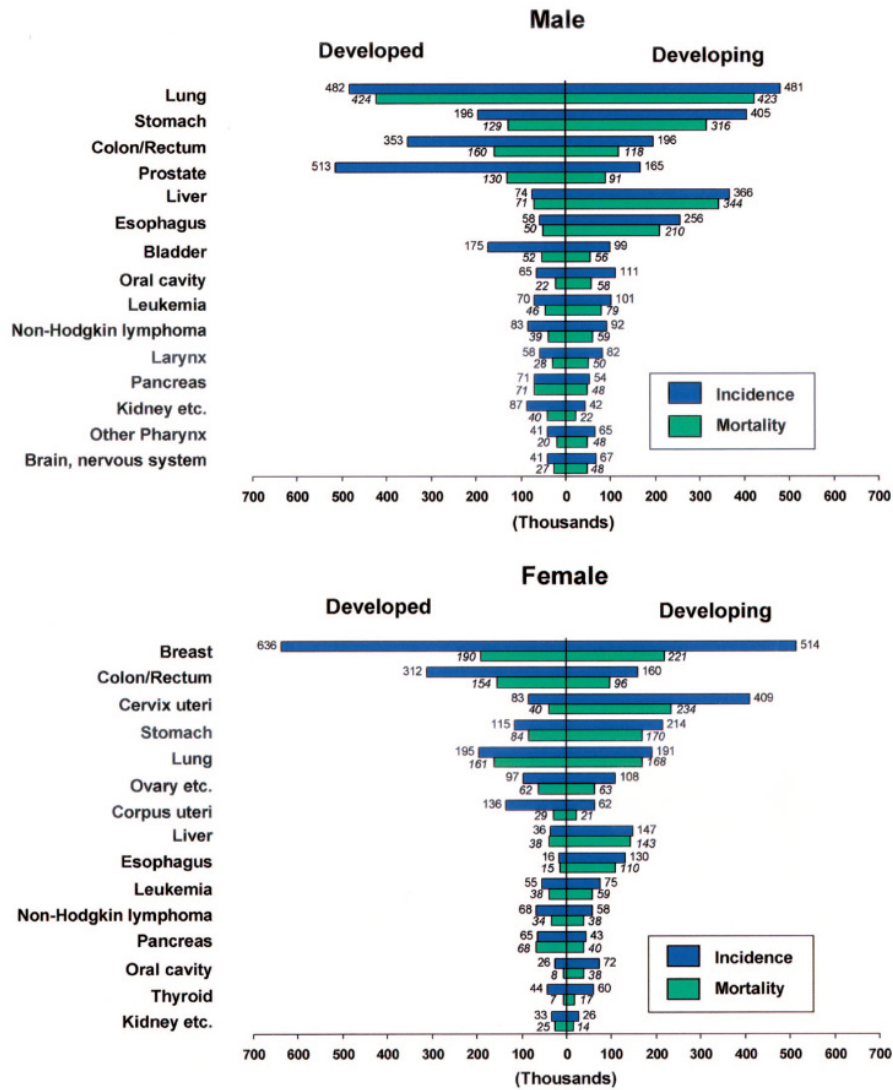 Male
Developed Developing
482 481
Lung
424 423
196 405
Stomach
129 316
353 196
Colon/Rectum
160 118
513 165
Prostate
130 91
74 366
Liver
71 344
58 256
Esophagus
50 210
175 99
Bladder
52 56
65 111
Oral cavity
22 58
70 101
Leukemia
46 79
83 92
Non-Hodgkin lymphoma
39 59
58 82
Larynx
28 50
71 54
Pancreas
71 48
87 42
Kidney etc.
40 22
41 65
Other Pharynx
20 48
41 67
Brain, nervous system
27 48
Incidence
Mortality
700 600 500 400 300 200 100 0 100 200 300 400 500 600 700
(Thousands)
Female
Developed Developing
636 514
Breast
190 221
312 160
Colon/Rectum
154 96
83 409
Cervix uteri
40 234
115 214
Stomach
84 170
195 191
Lung
161 168
97 108
Ovary etc.
62 63
136 62
Corpus uteri
29 21
36 147
Liver
38 143
16 130
Esophagus
15 110
55 75
Leukemia
38 59
68 58
Non-Hodgkin lymphoma
34 38
65 43
Pancreas
68 40
26 72
Oral cavity
8 38
44 60
Thyroid
7 17
33 26
Kidney etc.
25 14
Incidence
Mortality
700 600 500 400 300 200 100 0 100 200 300 400 500 600 700
(Thousands)